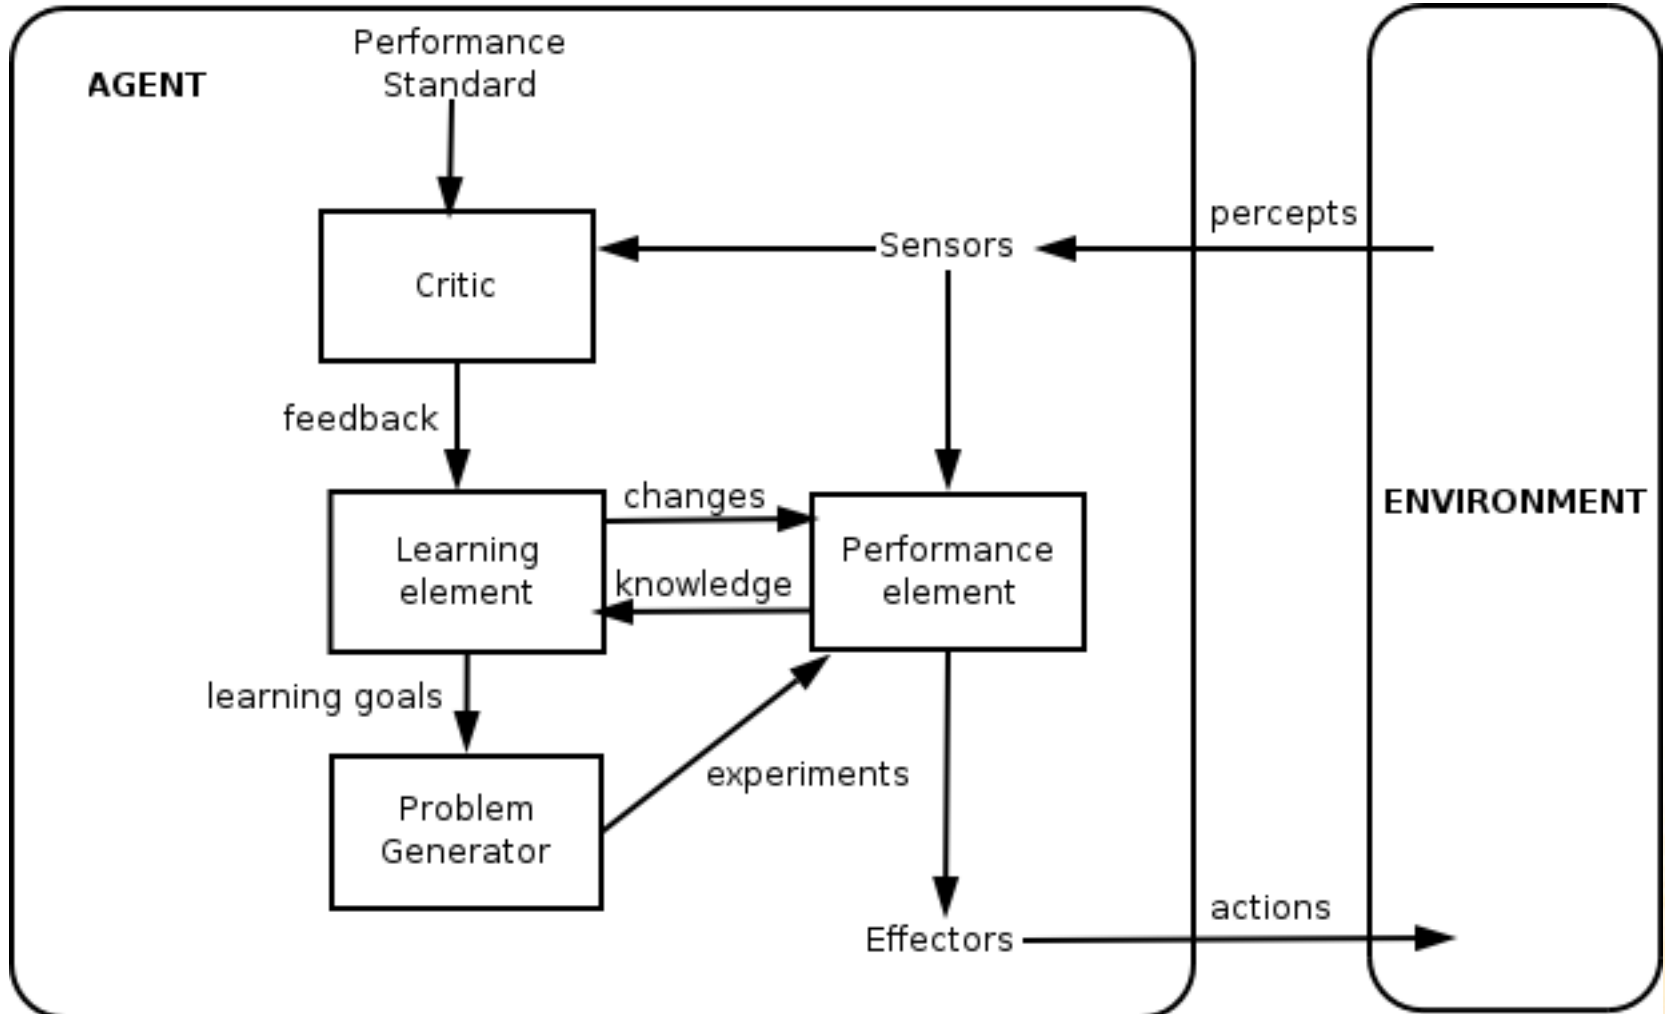 Performance
Standard
AGENT
percepts
Sensors
Critic
feedback
changes
ENVIRONMENT
Learning
element
Performance
element
knowledge
learning goals
experiments
Problem
Generator
actions
Effectors